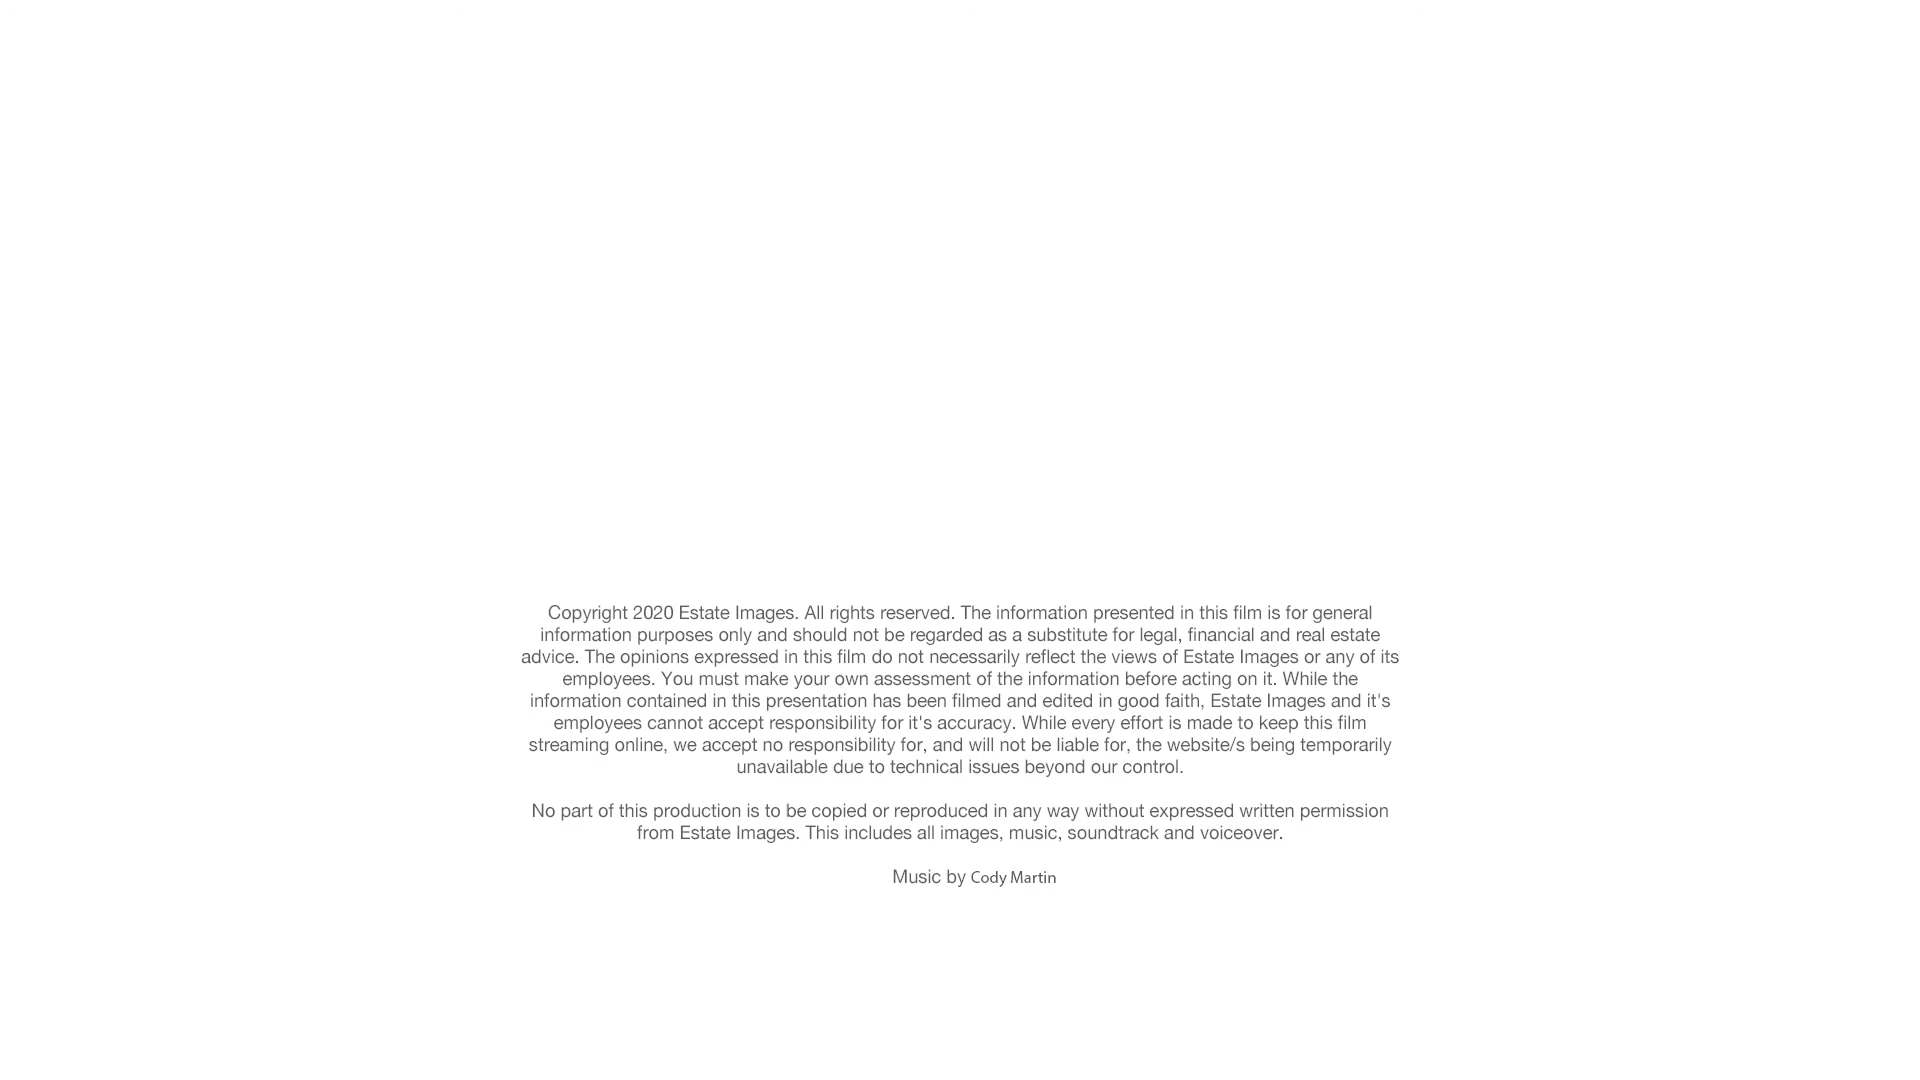 Copyright 2020 Estate Images. All rights reserved. The information presented in this film is for general
information purposes only and should not be regarded as a substitute for legal, financial and real estate
advice. The opinions expressed in this film do not necessarily reflect the views of Estate Images or any of its
employees. You must make your own assessment of the information before acting on it. While the
information contained in this presentation has been filmed and edited in good faith, Estate Images and it's
employees cannot accept responsibility for it's accuracy. While every effort is made to keep this film
streaming online, we accept no responsibility for, and will not be liable for, the website/s being temporarily
unavailable due to technical issues beyond our control.
No part of this production is to be copied or reproduced in any way without expressed written permission
from Estate Images. This includes all images, music, soundtrack and voiceover.
Music by Cody Martin